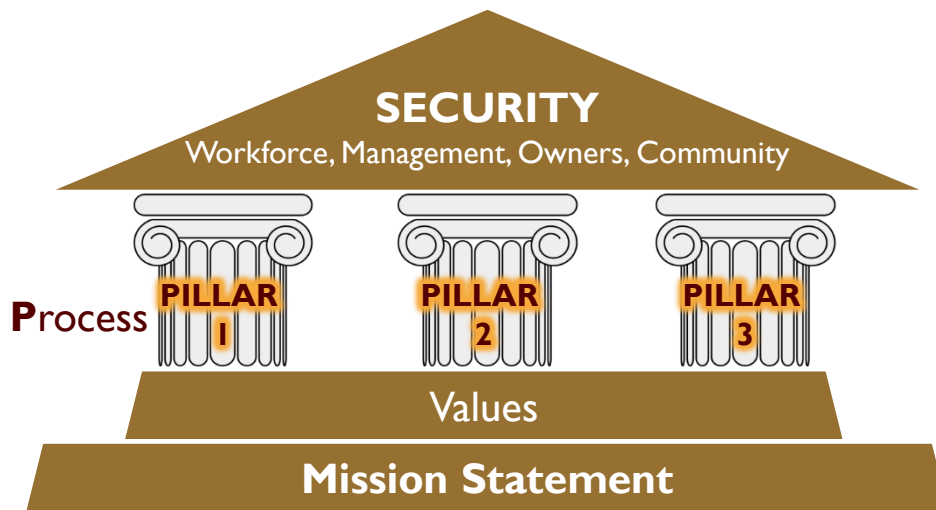 SECURITY
Workforce, Management, Owners, Community
Process
PILLAR
1
PILLAR
2
PILLAR
3
Values
Mission Statement